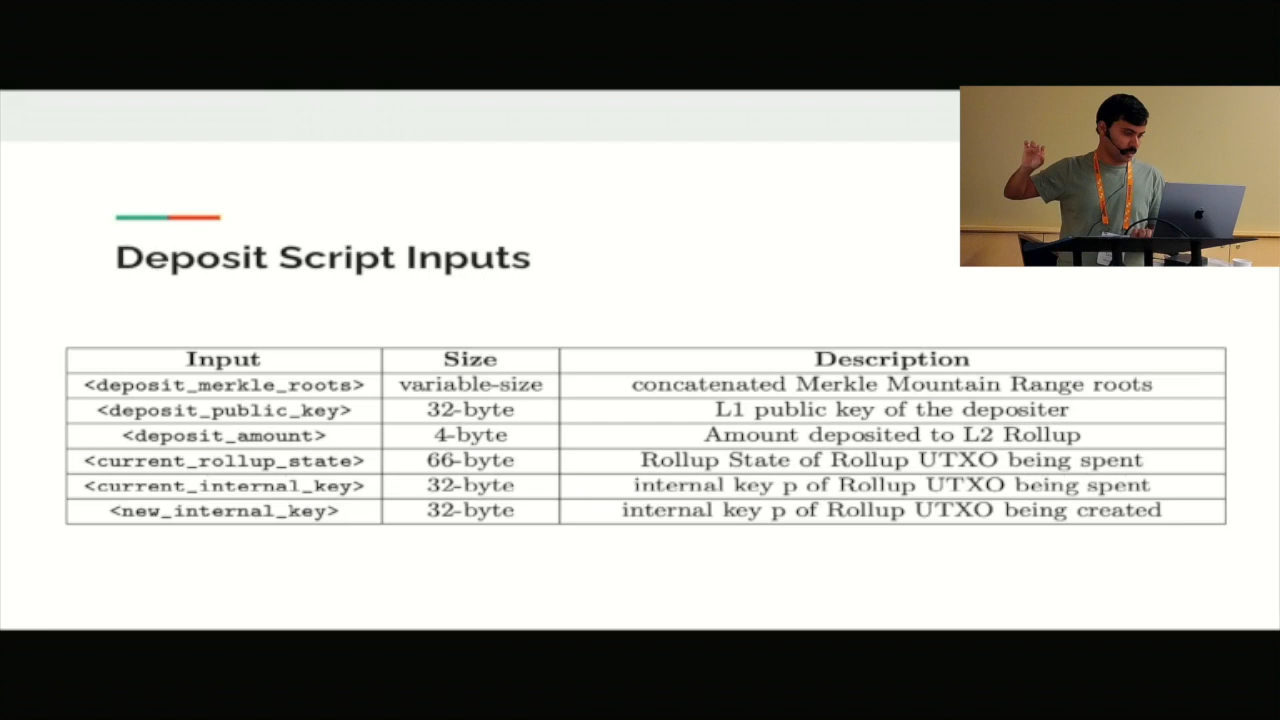 Deposit Script Inputs
Input Size Description
<deposit_merkle_roots> variable-size concatenated Merkle Mountain Range roots
<deposit_public_key> 32-byte L1 public key of the depositer
<deposit_amount> 4-byte Amount deposited to L2 Rollup
<current_rollup_state> 66-byte Rollup State of Rollup UTXO being spent
<current_internal_key> 32-byte internal key p of Rollup UTXO being spent
<new_internal_key> 32-byte internal key p of Rollup UTXO being created